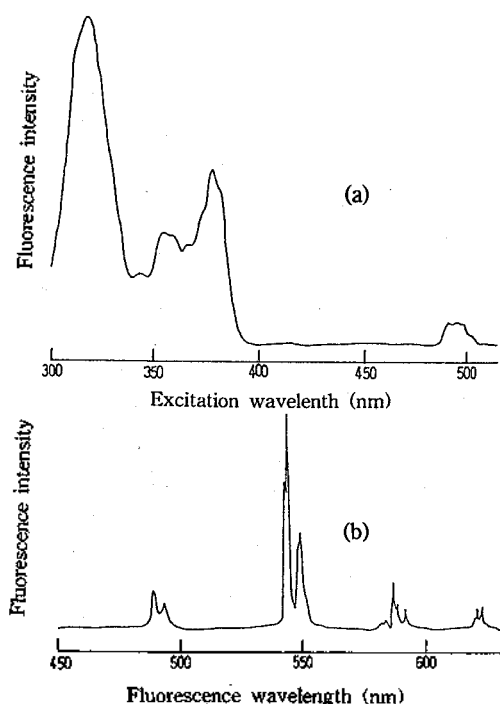 Fluorescence intensity
(a)
300 350 400 450 500
Excitation wavelenth (nm)
Fluorescence intensity
(b)
450 500 550 600
Fluorescence wavelength (nm)